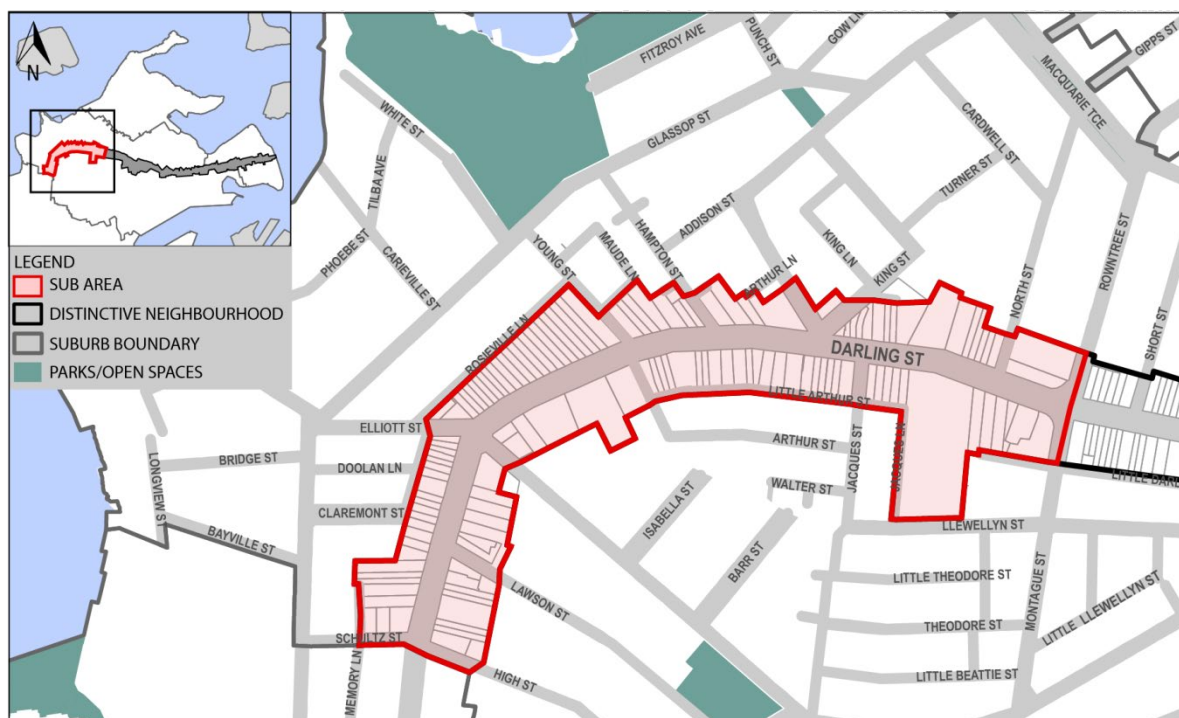 N
LEGEND
SUB AREA
DISTINCTIVE NEIGHBOURHOOD
SUBURB BOUNDARY
PARKS/OPEN SPACES
FITZROY AVE
PUNCH ST
GOW LN
GIPPS ST
MACQUARIE TCE
WHITE ST
GLASSOP ST
CARDWELL ST
TILBA AVE
TURNER ST
ADDISON ST
PHOEBE ST
CARIEVILLE ST
YOUNG ST
MAUDE LN
HAMPTON ST
KING LN
KING ST
ARTHUR LN
NORTH ST
ROWNTREE ST
SHORT ST
ROSIEVILLE LN
DARLING ST
LITTLE ARTHUR ST
ELLIOTT ST
ARTHUR ST
JACQUES ST
JACQUES LN
BRIDGE ST
DOOLAN LN
LONGVIEW ST
WALTER ST
LITTLE DARL
CLAREMONT ST
ISABELLA ST
LLEWELLYN ST
BAYVILLE ST
BARR ST
LAWSON ST
LITTLE THEODORE ST
MONTAGUE ST
LITTLE LLEWELLYN ST
THEODORE ST
SCHULTZ ST
MEMORY LN
HIGH ST
LITTLE BEATTIE ST